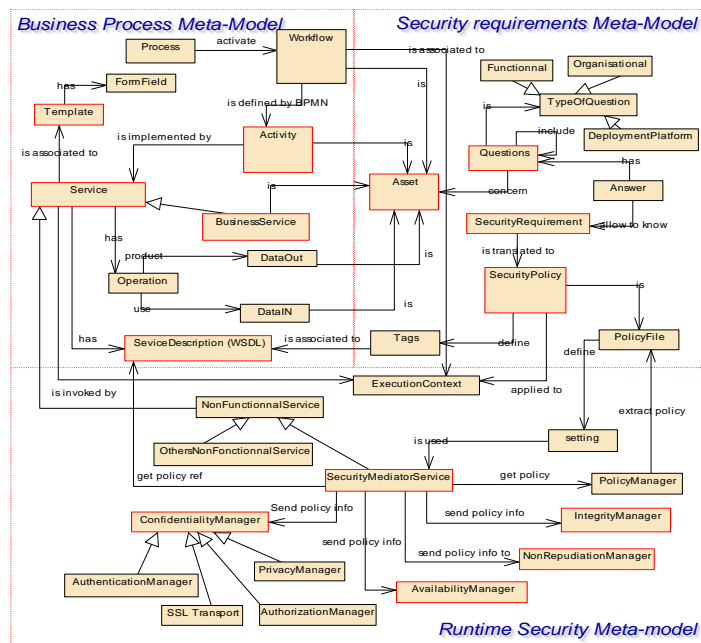 Business Process Meta-Model
Security requirements Meta-Model
Process
activate
Workflow
is associated to
Functionnal
Organisational
has
FormField
is
TypeOfQuestion
is
is defined by BPMN
Template
include
DeploymentPlatform
is implemented by
Activity
is
Questions
has
is associated to
Asset
concern
Answer
Service
is
BusinessService
SecurityRequirement
allow to know
has
product
DataOut
is
is translated to
Operation
SecurityPolicy
is
use
DataIN
is
PolicyFile
has
SeviceDescription (WSDL)
is associated to
Tags
define
define
ExecutionContext
applied to
is invoked by
NonFunctionnalService
extract policy
OthersNonFonctionnalService
is used
setting
get policy ref
SecurityMediatorService
get policy
PolicyManager
Send policy info
ConfidentialityManager
send policy info
IntegrityManager
send policy info
send policy info to
NonRepudiationManager
PrivacyManager
AuthenticationManager
AvailabilityManager
SSL Transport
AuthorizationManager
Runtime Security Meta-model